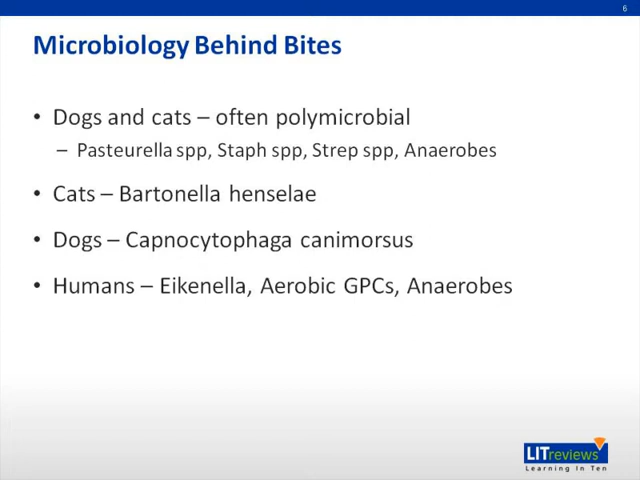 6
Microbiology Behind Bites
• Dogs and cats – often polymicrobial
– Pasteurella spp, Staph spp, Strep spp, Anaerobes
• Cats – Bartonella henselae
• Dogs – Capnocytophaga canimorsus
• Humans – Eikenella, Aerobic GPCs, Anaerobes
LITreviews
Learning In Ten